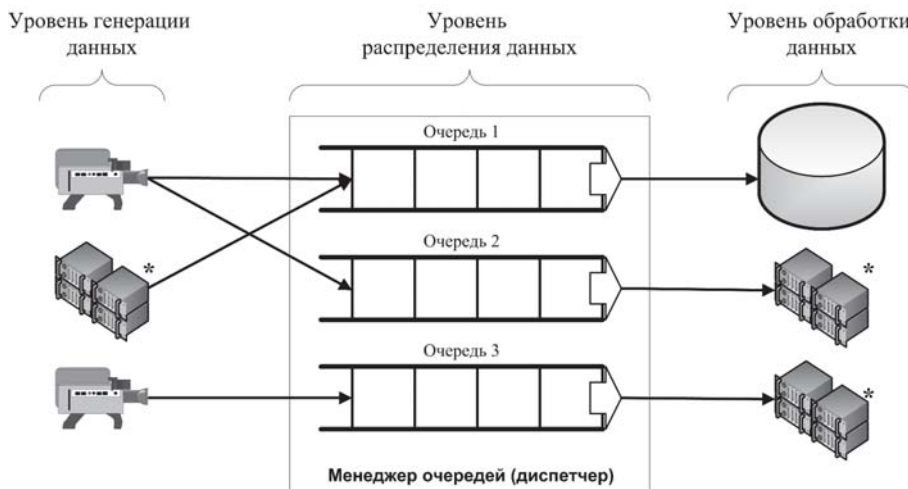 Уровень генерации
данных
Уровень
распределения данных
Уровень обработки
данных
Очередь 1
*
Очередь 2
*
Очередь 3
*
Менеджер очередей (диспетчер)